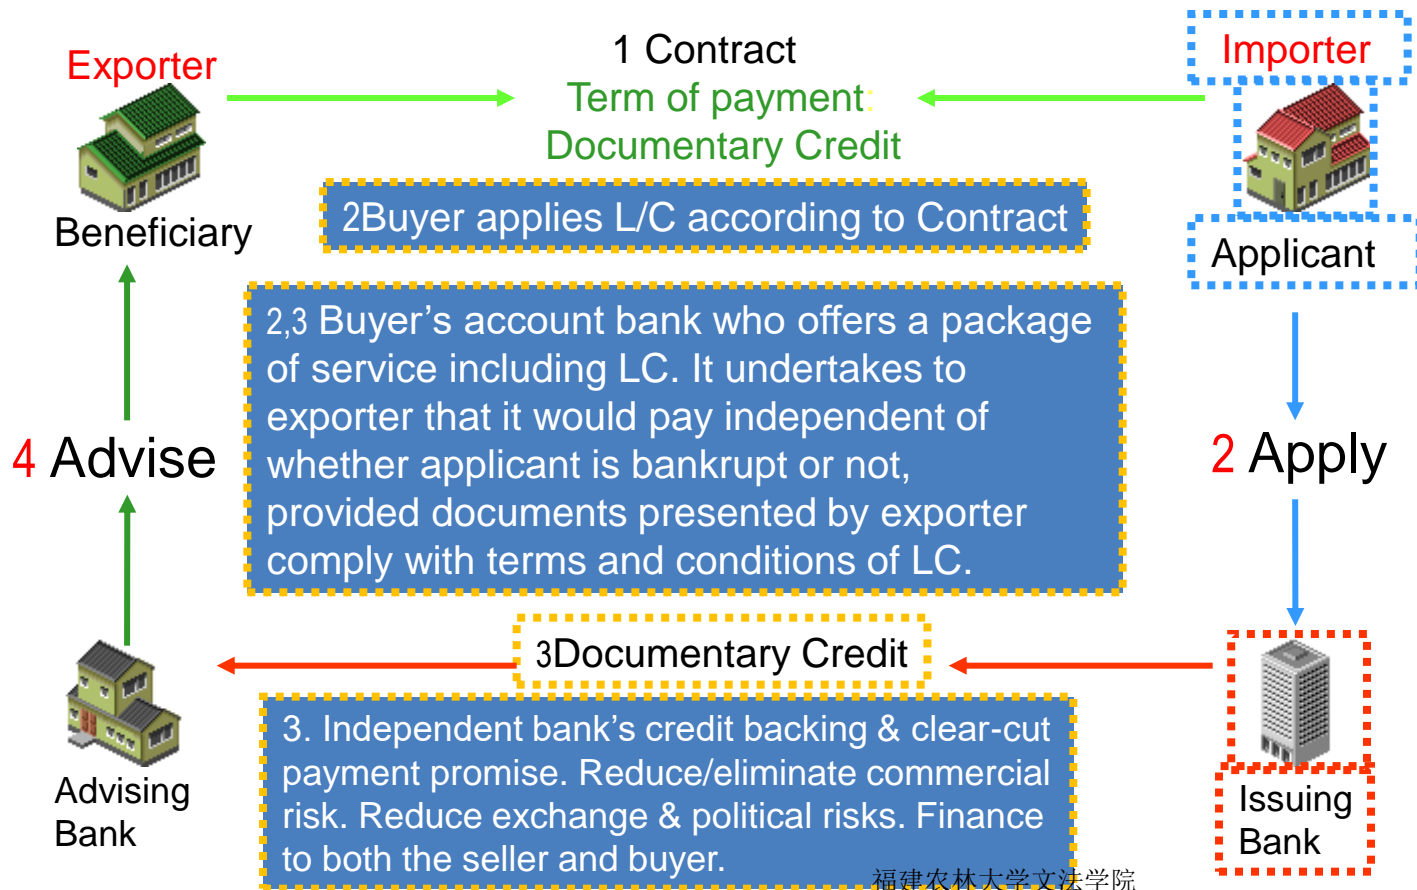 Exporter
1 Contract
Importer
Term of payment:
Documentary Credit
Beneficiary
2Buyer applies L/C according to Contract
Applicant
2,3 Buyer’s account bank who offers a package
of service including LC. It undertakes to
exporter that it would pay independent of
whether applicant is bankrupt or not,
provided documents presented by exporter
comply with terms and conditions of LC.
4 Advise
2 Apply
3Documentary Credit
3. Independent bank’s credit backing & clear-cut
payment promise. Reduce/eliminate commercial
risk. Reduce exchange & political risks. Finance
to both the seller and buyer.
Advising
Bank
Issuing
Bank
福建农林大学文法学院